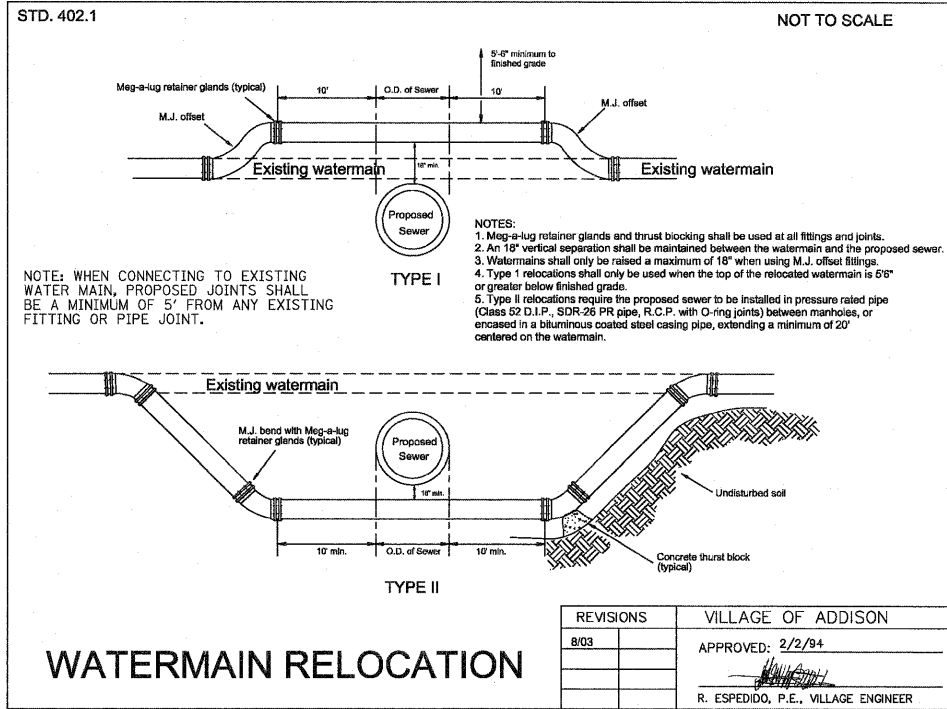 STD. 402.1
NOT TO SCALE
5'-6" minimum to
finished grade
Meg-a-lug retainer glands (typical)
10'
O.D. of Sewer
10'
M.J. offset
M.J. offset
Existing watermain
18" min.
Existing watermain
Proposed
Sewer
TYPE I
NOTES:
1. Meg-a-lug retainer glands and thrust blocking shall be used at all fittings and joints.
2. An 18" vertical separation shall be maintained between the watermain and the proposed sewer.
3. Watermains shall only be raised a maximum of 18" when using M.J. offset fittings.
4. Type 1 relocations shall only be used when the top of the relocated watermain is 5'6"
or greater below finished grade.
5. Type II relocations require the proposed sewer to be installed in pressure rated pipe
(Class 52 D.I.P., SDR-26 PR pipe, R.C.P. with O-ring joints) between manholes, or
encased in a bituminous coated steel casing pipe, extending a minimum of 20'
centered on the watermain.
NOTE: WHEN CONNECTING TO EXISTING
WATER MAIN, PROPOSED JOINTS SHALL
BE A MINIMUM OF 5' FROM ANY EXISTING
FITTING OR PIPE JOINT.
Existing watermain
M.J. bend with Meg-a-lug
retainer glands (typical)
Proposed
Sewer
18" min.
Undisturbed soil
10' min.
O.D. of Sewer
10' min.
Concrete thurst block
(typical)
TYPE II
WATERMAIN RELOCATION
REVISIONS
8/03
VILLAGE OF ADDISON
APPROVED: 2/2/94
R. ESPEDIDO, P.E., VILLAGE ENGINEER